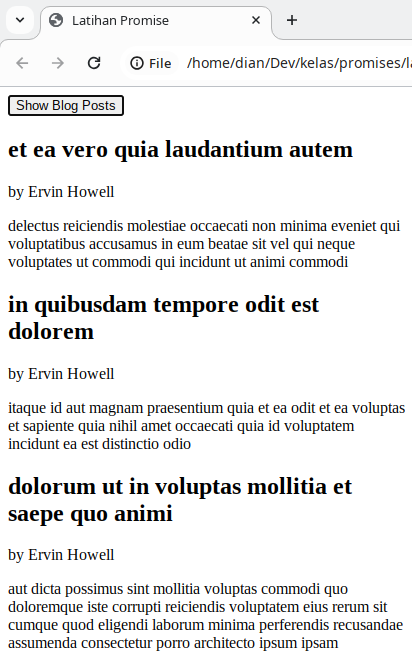 Latihan Promise
File /home/dian/Dev/kelas/promises/la
Show Blog Posts
et ea vero quia laudantium autem
by Ervin Howell
delectus reiciendis molestiae occaecati non minima eveniet qui
voluptatibus accusamus in eum beatae sit vel qui neque
voluptates ut commodi qui incidunt ut animi commodi
in quibusdam tempore odit est
dolorem
by Ervin Howell
itaque id aut magnam praesentium quia et ea odit et ea voluptas
et sapiente quia nihil amet occaecati quia id voluptatem
incidunt ea est distinctio odio
dolorum ut in voluptas mollitia et
saepe quo animi
by Ervin Howell
aut dicta possimus sint mollitia voluptas commodi quo
doloremque iste corrupti reiciendis voluptatem eius rerum sit
cumque quod eligendi laborum minima perferendis recusandae
assumenda consectetur porro architecto ipsum ipsam